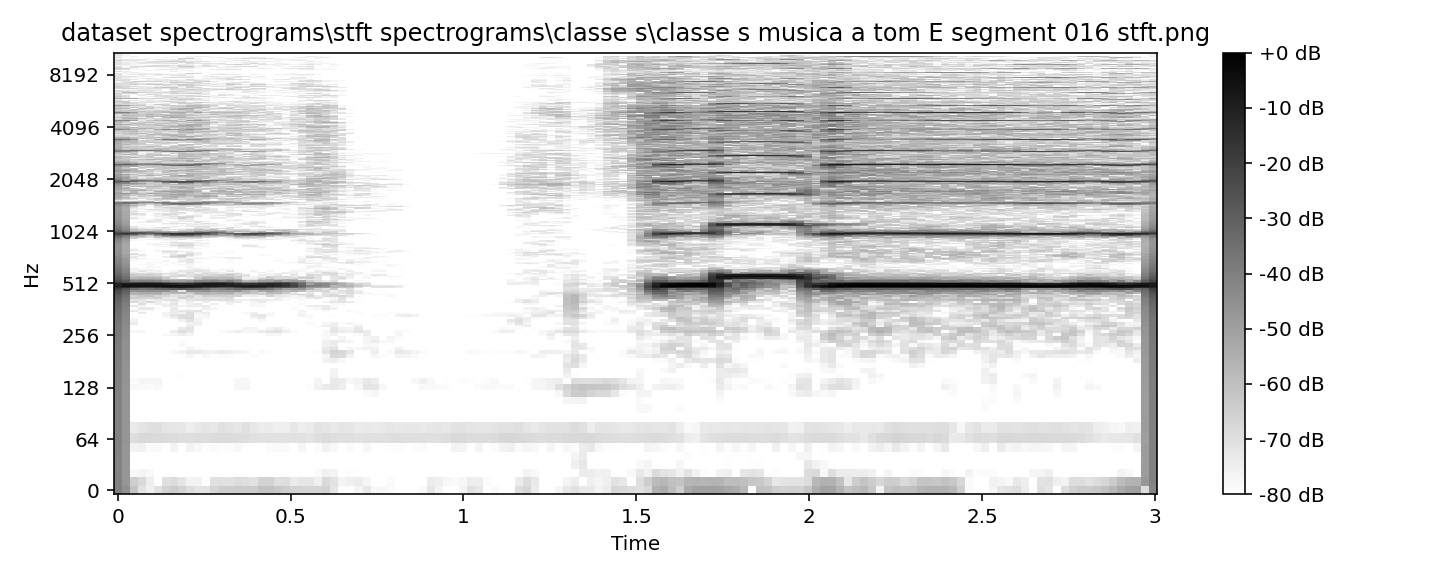 dataset spectrograms\stft spectrograms\classe s\classe s musica a tom E segment 016 stft.png
8192
4096
2048
1024
512
256
128
64
0
Hz
0
0.5
1
1.5
2
2.5
3
Time
+0 dB
-10 dB
-20 dB
-30 dB
-40 dB
-50 dB
-60 dB
-70 dB
-80 dB